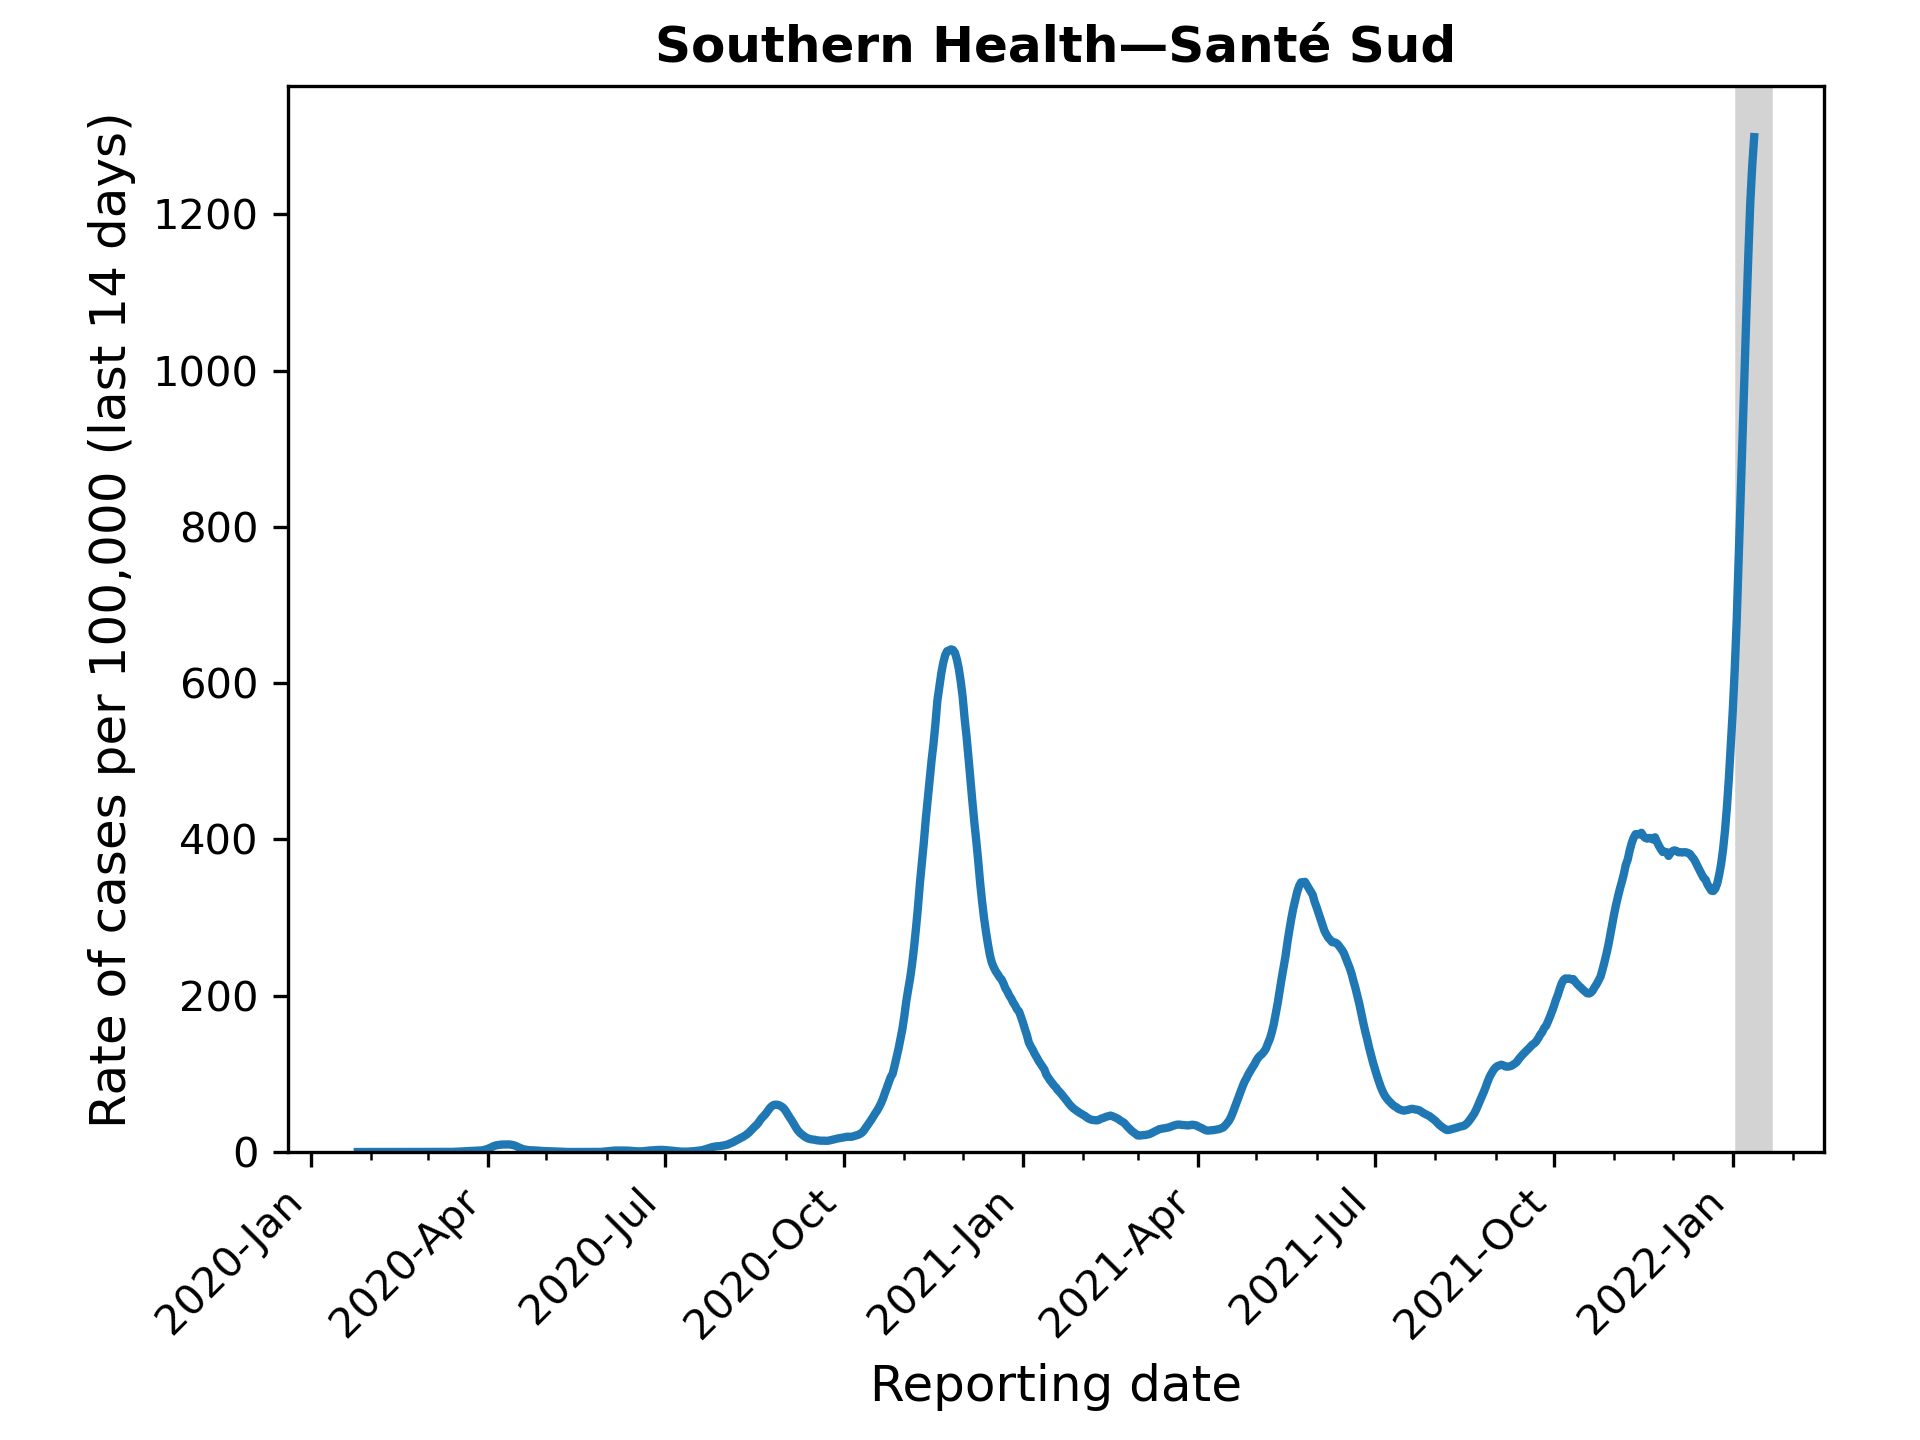 Southern Health—Santé Sud
Rate of cases per 100,000 (last 14 days)
1200
1000
800
600
400
200
0
2020-Jan
2020-Apr
2020-Jul
2020-Oct
2021-Jan
2021-Apr
2021-Jul
2021-Oct
2022-Jan
Reporting date